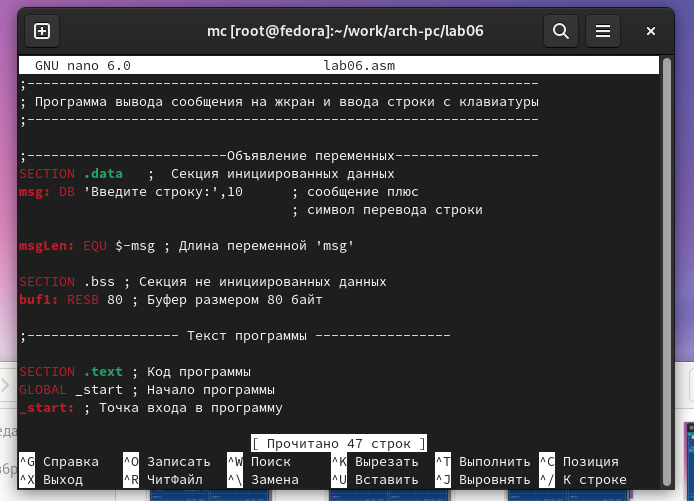 mc [root@fedora]:~/work/arch-pc/lab06
GNU nano 6.0 lab06.asm
;----------------------------------------------------------------
; Программа вывода сообщения на жкран и ввода строки с клавиатуры
;----------------------------------------------------------------
;-------------------------Объявление переменных------------------
SECTION .data ; Секция инициированных данных
msg: DB 'Введите строку:',10 ; сообщение плюс
; символ перевода строки
msgLen: EQU $-msg ; Длина переменной 'msg'
SECTION .bss ; Секция не инициированных данных
buf1: RESB 80 ; Буфер размером 80 байт
;------------------- Текст программы -----------------
SECTION .text ; Код программы
GLOBAL _start ; Начало программы
_start: ; Точка входа в программу
[ Прочитано 47 строк ]
^G Справка ^O Записать ^W Поиск ^K Вырезать ^T Выполнить ^C Позиция
^X Выход ^R ЧитФайл ^\ Замена ^U Вставить ^J Выровнять ^/ К строке